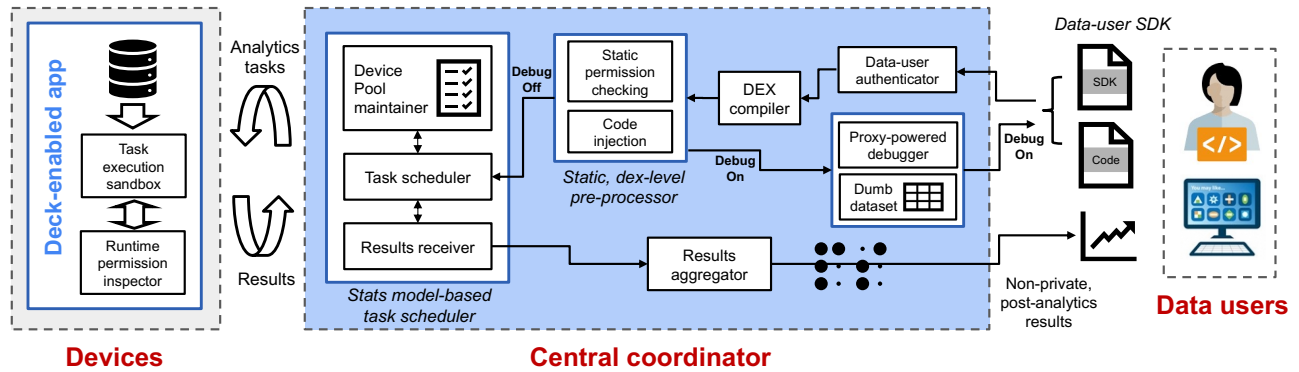 Deck-enabled app
Task
execution
sandbox
Runtime
permission
inspector
Devices
Analytics
tasks
Results
Device
Pool
maintainer
Task scheduler
Results receiver
Stats model-based
task scheduler
Debug
Off
Static
permission
checking
Code
injection
Static, dex-level
pre-processor
DEX
compiler
Data-user
authenticator
Debug
On
Proxy-powered
debugger
Dumb
dataset
Results
aggregator
Central coordinator
Debug
On
Data-user SDK
SDK
Code
Non-private,
post-analytics
results
</>
You may like...
Data users